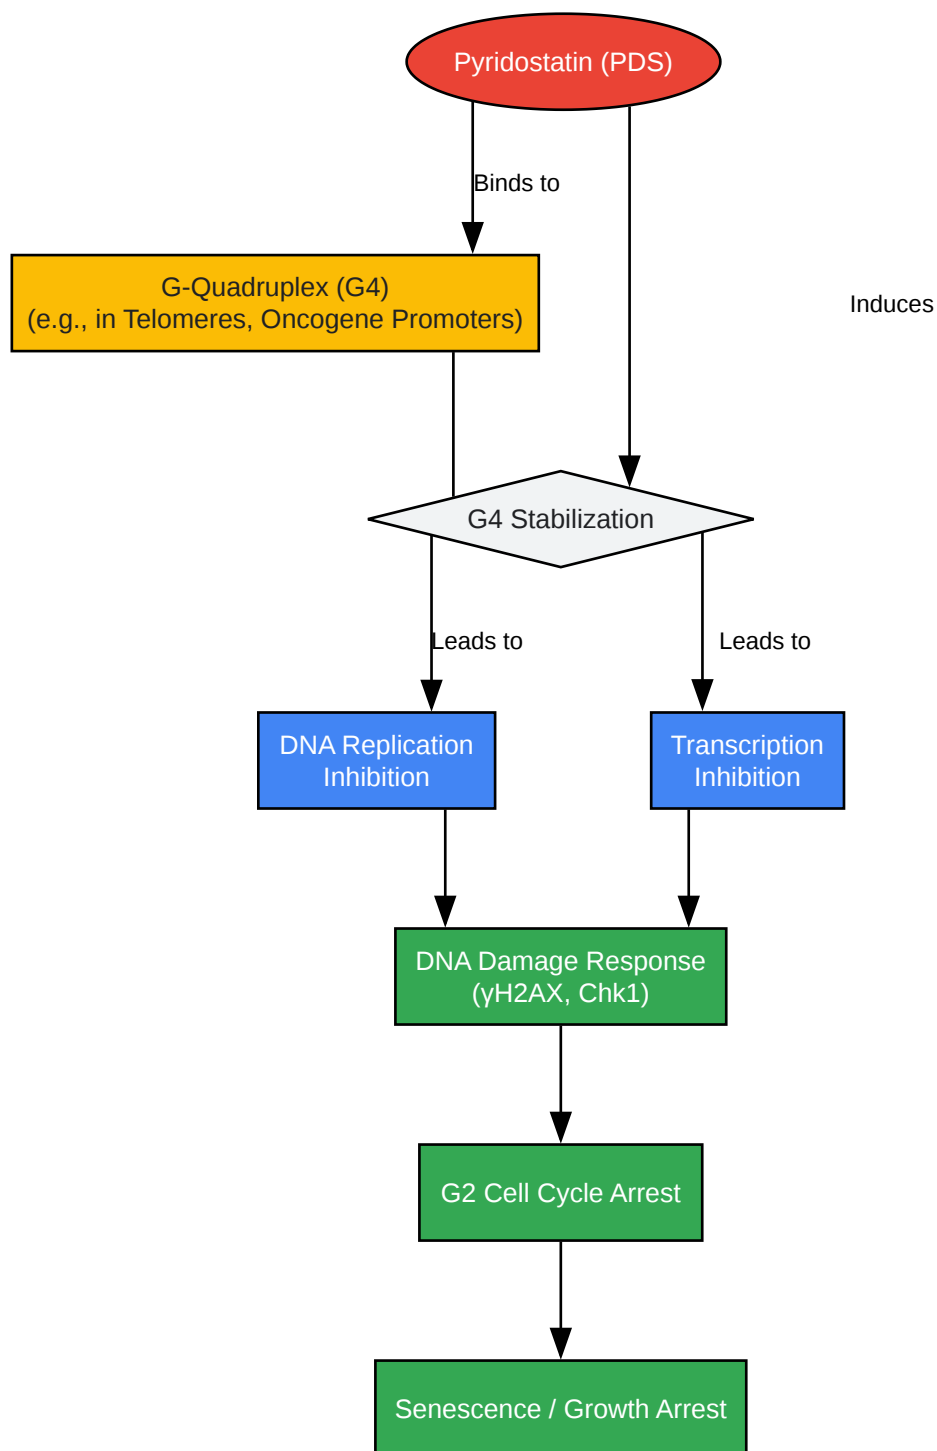 Pyridostatin (PDS)
Binds to
G-Quadruplex (G4)
(e.g., in Telomeres, Oncogene Promoters)
Induces
G4 Stabilization
Leads to
Leads to
DNA Replication
Inhibition
Transcription
Inhibition
DNA Damage Response
(γH2AX, Chk1)
G2 Cell Cycle Arrest
Senescence / Growth Arrest